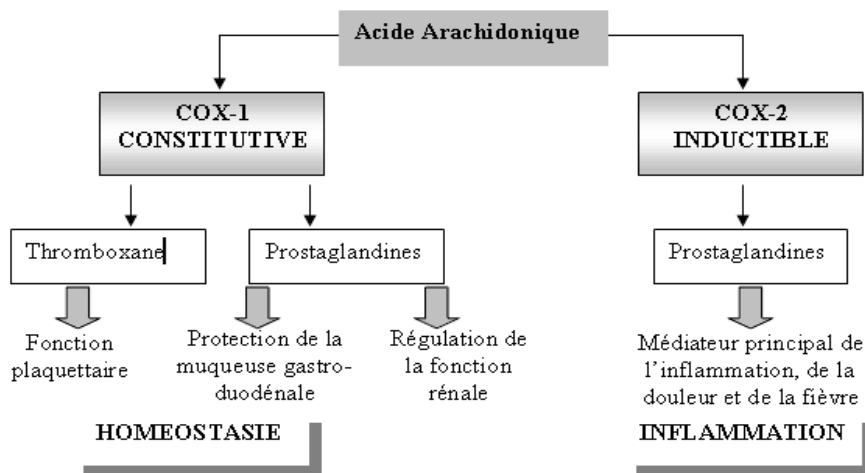 Acide Arachidonique
COX-1
CONSTITUTIVE
COX-2
INDUCTIBLE
Thromboxane
Prostaglandines
Prostaglandines
Fonction
plaquettaire
Protection de la
muqueuse gastro-
duodénale
Régulation de
la fonction
rénale
Médiateur principal de
l'inflammation, de la
douleur et de la fièvre
HOMEOSTASIE
INFLAMMATION